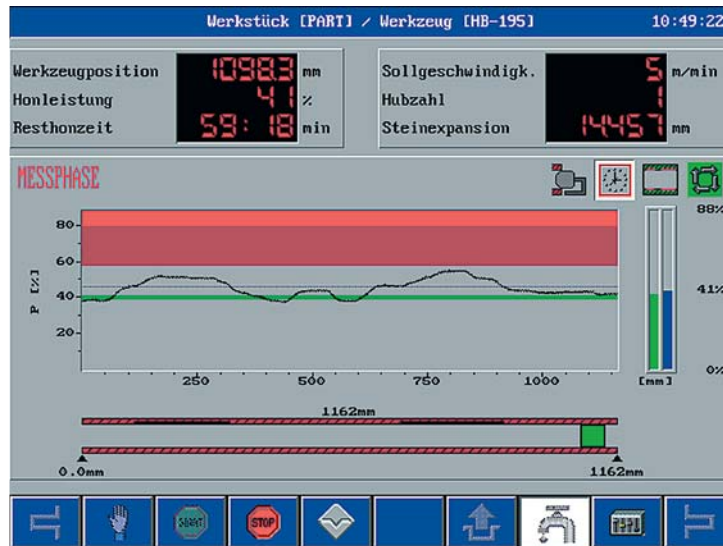 Werkstück [PART] / Werkzeug [HB-195] 10:49:22
Werkzeugposition 1098.3 mm
Honleistung 41 %
Resthonzeit 59:18 min
Sollgeschwindigk. 5 m/min
Hubzahl 1
Steinexpansion 14.457 mm
MESSPHASE
88%
80
60
P [%]
40
41%
20
0%
250 500 750 1000 [mm]
1162mm
0.0mm 1162mm
START STOP